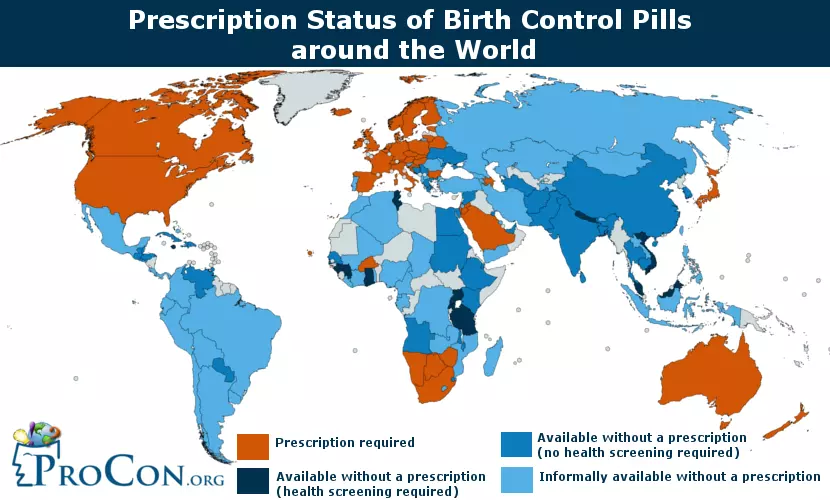 Prescription Status of Birth Control Pills
around the World
Prescription required
Available without a prescription
(no health screening required)
Available without a prescription
(health screening required)
Informally available without a prescription
PROCON.ORG